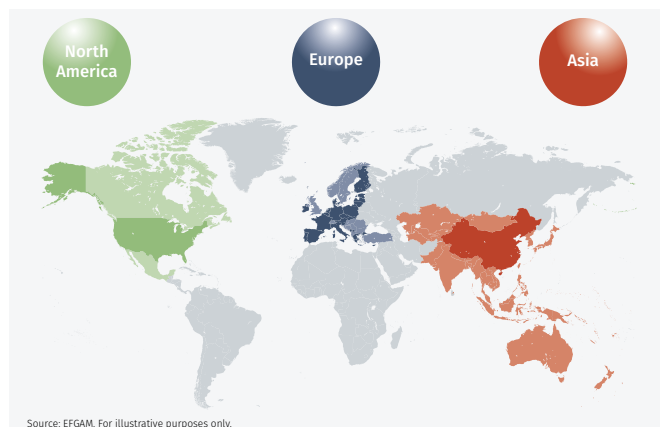 North
America
Europe
Asia
Source: EFGAM. For illustrative purposes only.